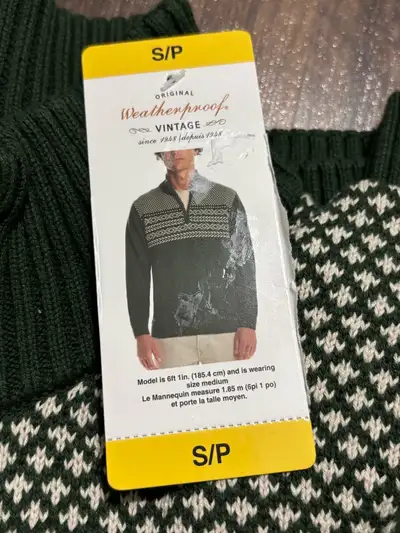 S/P
ORIGINAL
Weatherproof®
VINTAGE
since 1948 | depuis 1948
Model is 6ft 1in. (185.4 cm) and is wearing
size medium
Le Mannequin measure 1.85 m (6pi 1 po)
et porte la taille moyen.
S/P